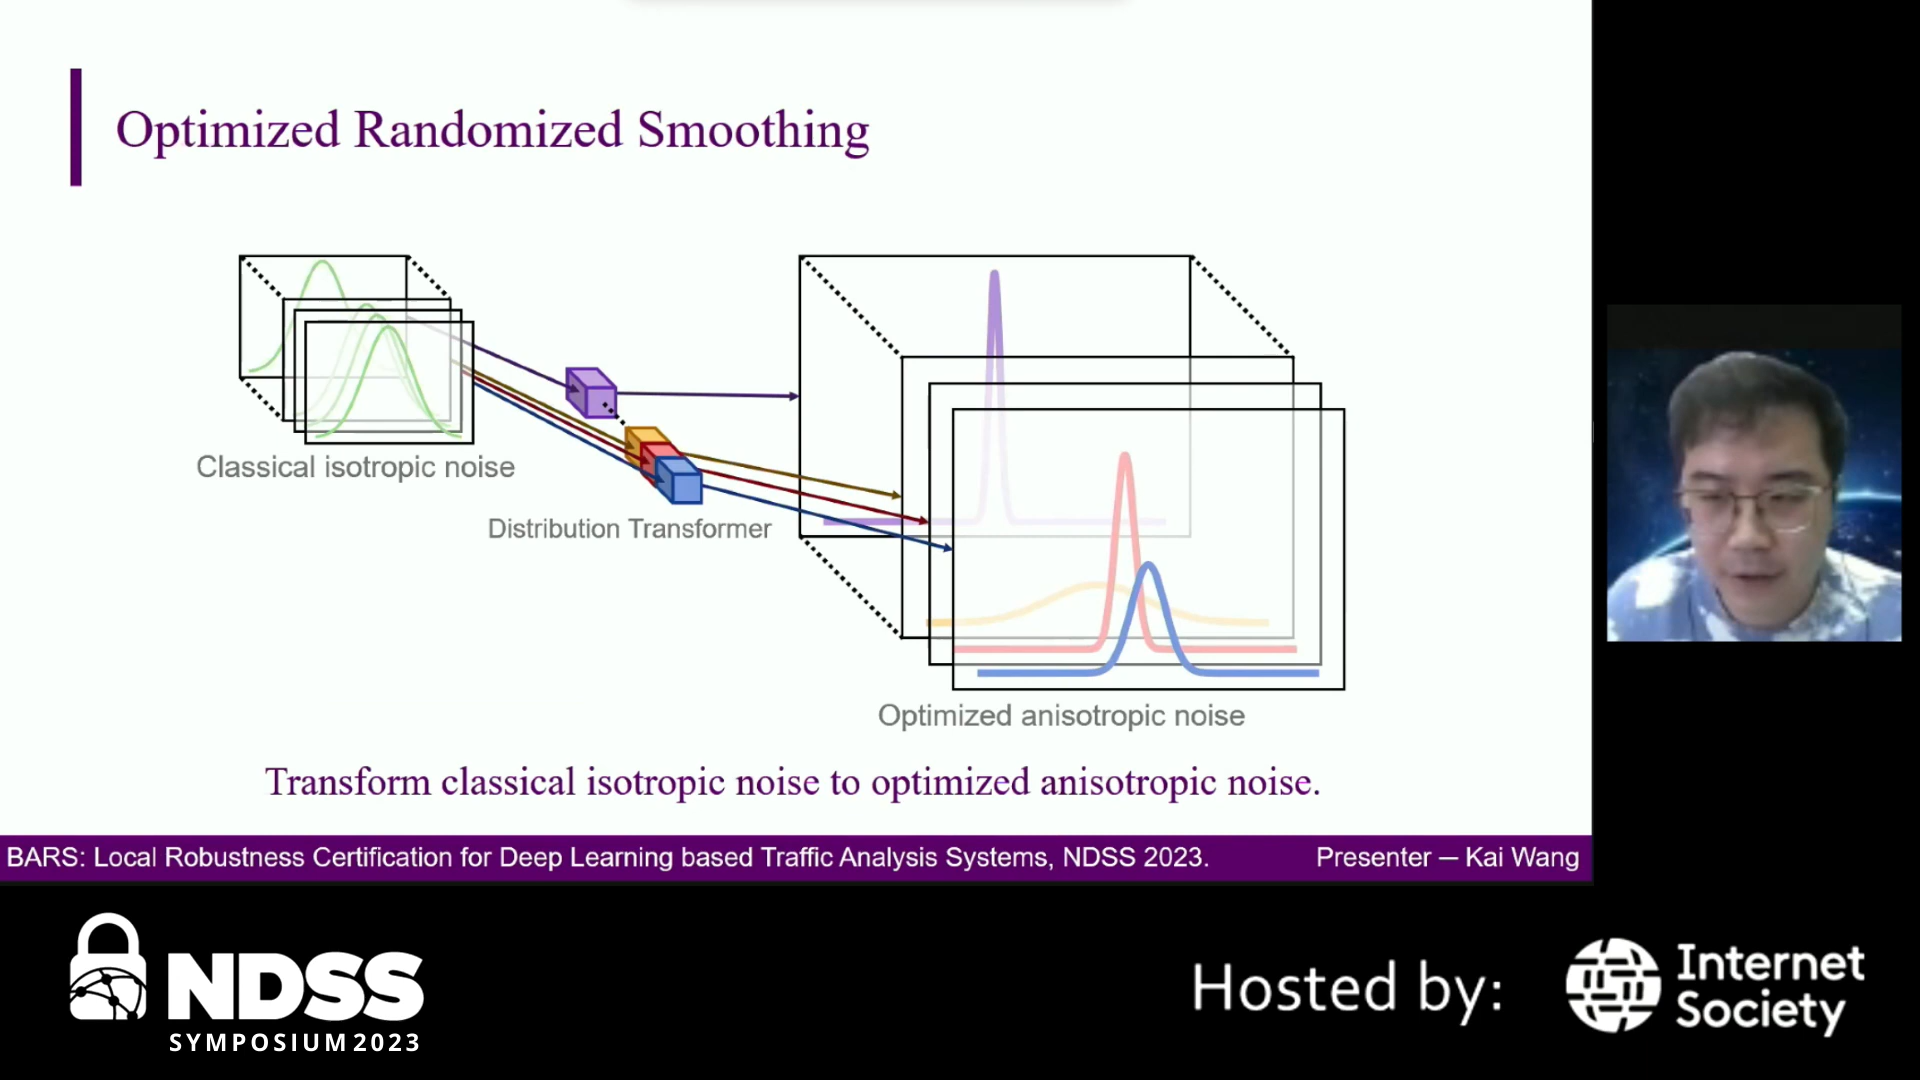 Optimized Randomized Smoothing
Classical isotropic noise
Distribution Transformer
Optimized anisotropic noise
Transform classical isotropic noise to optimized anisotropic noise.
BARS: Local Robustness Certification for Deep Learning based Traffic Analysis Systems, NDSS 2023.
Presenter – Kai Wang
NDSS
SYMPOSIUM 2023
Hosted by:
Internet
Society